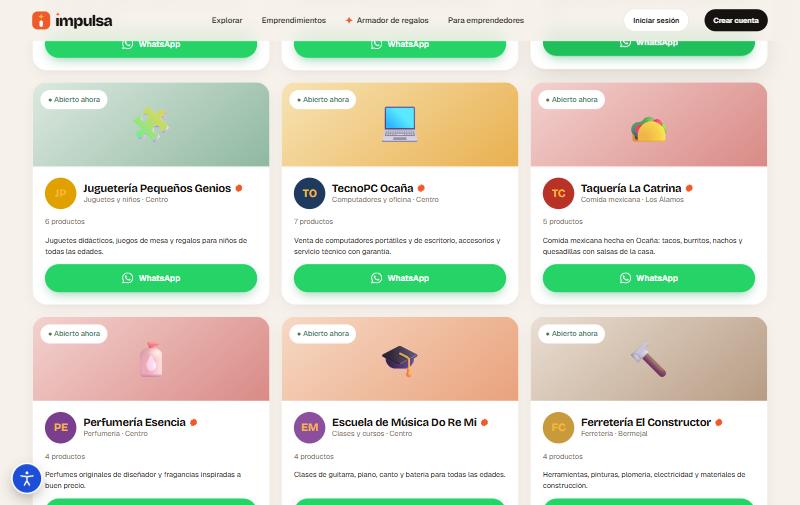 impulsa
Explorar
Emprendimientos
Armador de regalos
Para emprendedores
Iniciar sesión
Crear cuenta
WhatsApp
WhatsApp
WhatsApp
Abierto ahora
Abierto ahora
Abierto ahora
JP
Juguetería Pequeños Genios
Juguetes y niños · Centro
6 productos
Juguetes didácticos, juegos de mesa y regalos para niños de
todas las edades.
WhatsApp
TO
TecnoPC Ocaña
Computadores y oficina · Centro
7 productos
Venta de computadores portátiles y de escritorio, accesorios y
servicio técnico con garantía.
WhatsApp
TC
Taquería La Catrina
Comida mexicana · Los Álamos
5 productos
Comida mexicana hecha en Ocaña: tacos, burritos, nachos y
quesadillas con salsas de la casa.
WhatsApp
Abierto ahora
Abierto ahora
Abierto ahora
PE
Perfumería Esencia
Perfumería · Centro
4 productos
Perfumes originales de diseñador y fragancias inspiradas a
buen precio.
EM
Escuela de Música Do Re Mi
Clases y cursos · Centro
4 productos
Clases de guitarra, piano, canto y batería para todas las edades.
FC
Ferretería El Constructor
Ferretería · Bermejal
4 productos
Herramientas, pinturas, plomería, electricidad y materiales de
construcción.